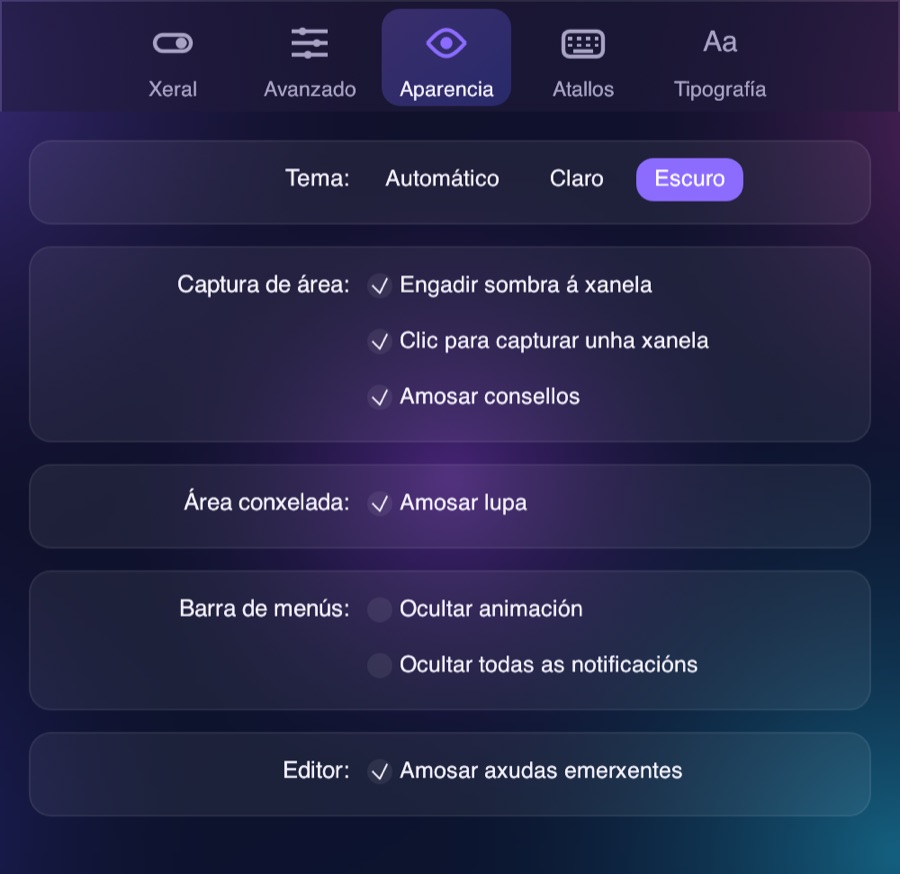 Xeral
Avanzado
Aparencia
Atallos
Aa
Tipografía
Tema: Automático Claro Escuro
Captura de área: Engadir sombra á xanela
Clic para capturar unha xanela
Amosar consellos
Área conxelada: Amosar lupa
Barra de menús: Ocultar animación
Ocultar todas as notificacións
Editor: Amosar axudas emerxentes